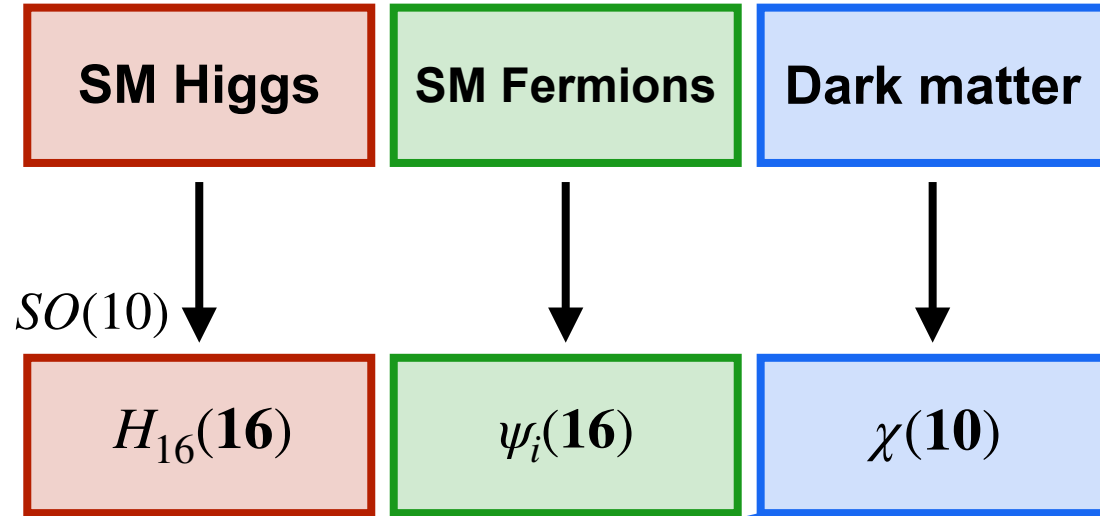 SM Higgs
SM Fermions
Dark matter
SO(10)
H₁₆(16)
ψᵢ(16)
χ(10)